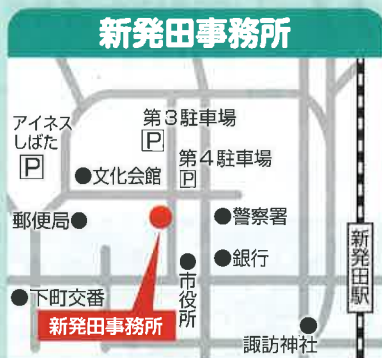 新発田事務所
アイネス
しばた
P
第3駐車場
P
第4駐車場
P
●文化会館
郵便局●
●警察署
●銀行
新発田駅
●下町交番
市役所
新発田事務所
諏訪神社